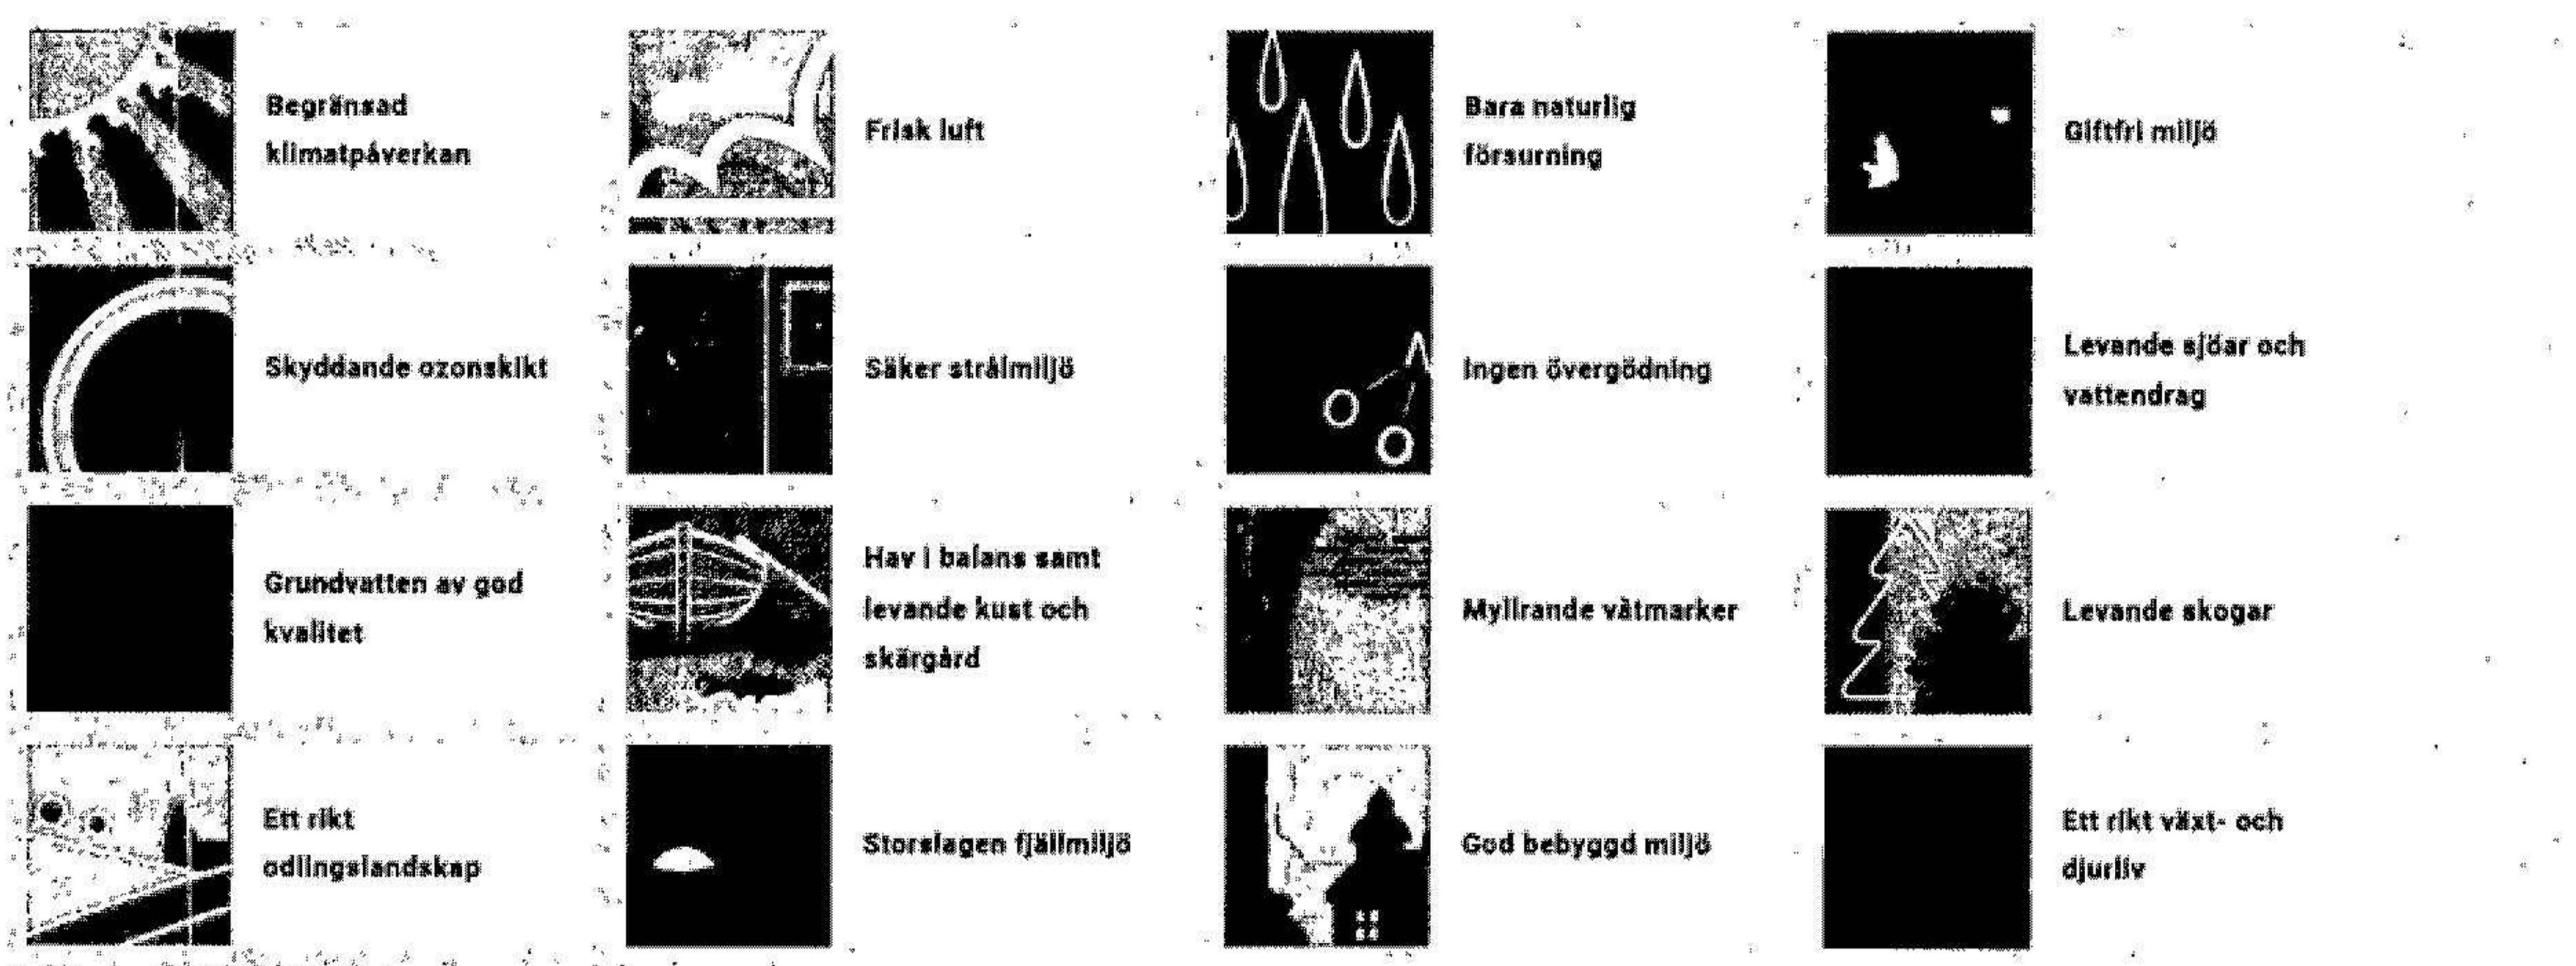 Begränsad
klimatpåverkan
Frisk luft
Bara naturlig
försurning
Giftfri miljö
Skyddande ozonskikt
Säker strålmiljö
Ingen övergödning
Levande sjöar och
vattendrag
Grundvatten av god
kvalitet
Hav i balans samt
levande kust och
skärgård
Myllrande våtmarker
Levande skogar
Ett rikt
odlingslandskap
Storslagen fjällmiljö
God bebyggd miljö
Ett rikt växt- och
djurliv